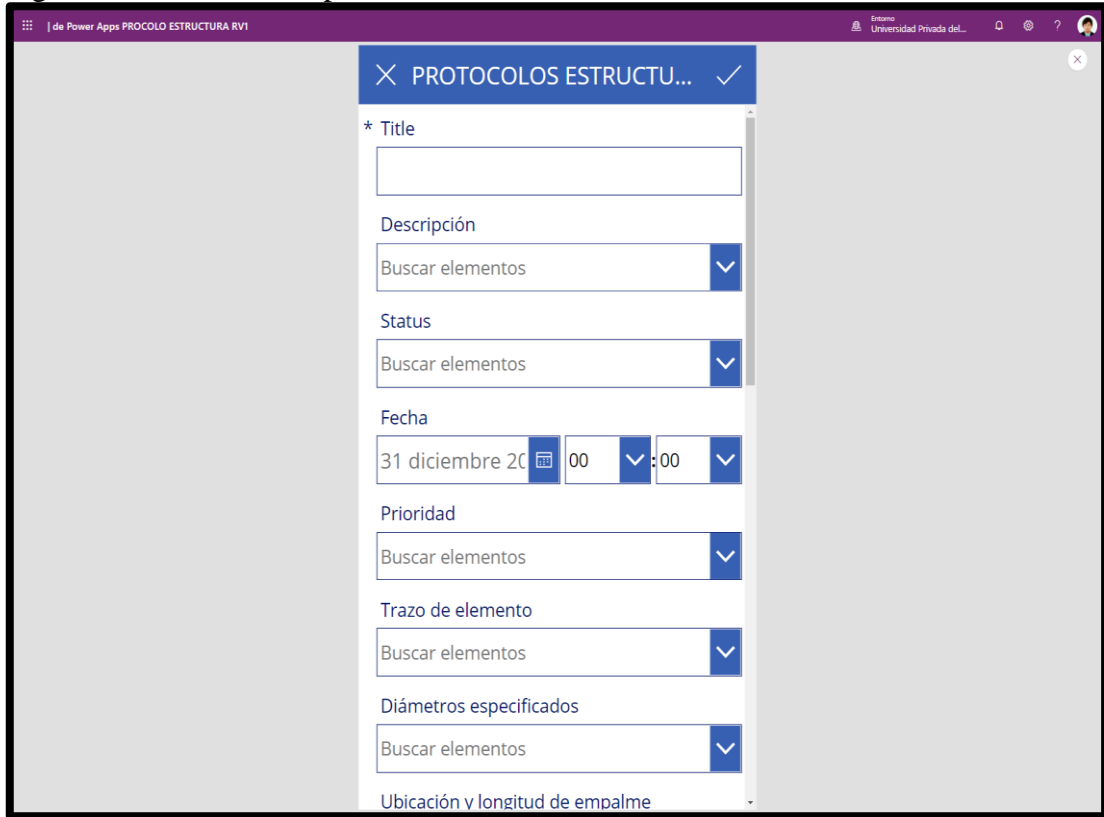 | de Power Apps PROCOLO ESTRUCTURA RV1
Entorno
Universidad Privada del...
?
PROTOCOLOS ESTRUCTU...
* Title
Descripción
Buscar elementos
Status
Buscar elementos
Fecha
31 diciembre 20 00 : 00
Prioridad
Buscar elementos
Trazo de elemento
Buscar elementos
Diámetros especificados
Buscar elementos
Ubicación y longitud de empalme